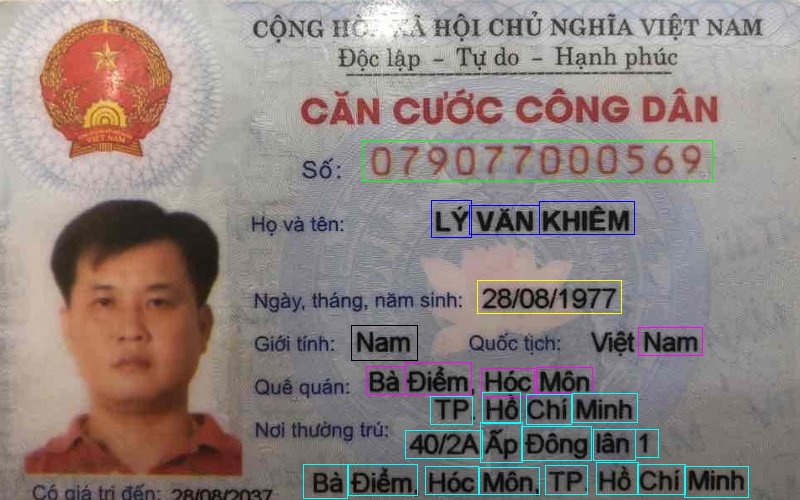 CỘNG HÒA XÃ HỘI CHỦ NGHĨA VIỆT NAM
Độc lập - Tự do - Hạnh phúc
CĂN CƯỚC CÔNG DÂN
Số: 079077000569
Họ và tên: LÝ VĂN KHIÊM
Ngày, tháng, năm sinh: 28/08/1977
Giới tính: Nam Quốc tịch: Việt Nam
Quê quán: Bà Điểm, Hóc Môn
TP. Hồ Chí Minh
Nơi thường trú: 40/2A Ấp Đông lân 1
Bà Điểm, Hóc Môn, TP. Hồ Chí Minh
Có giá trị đến: 28/08/2037
VIỆT NAM